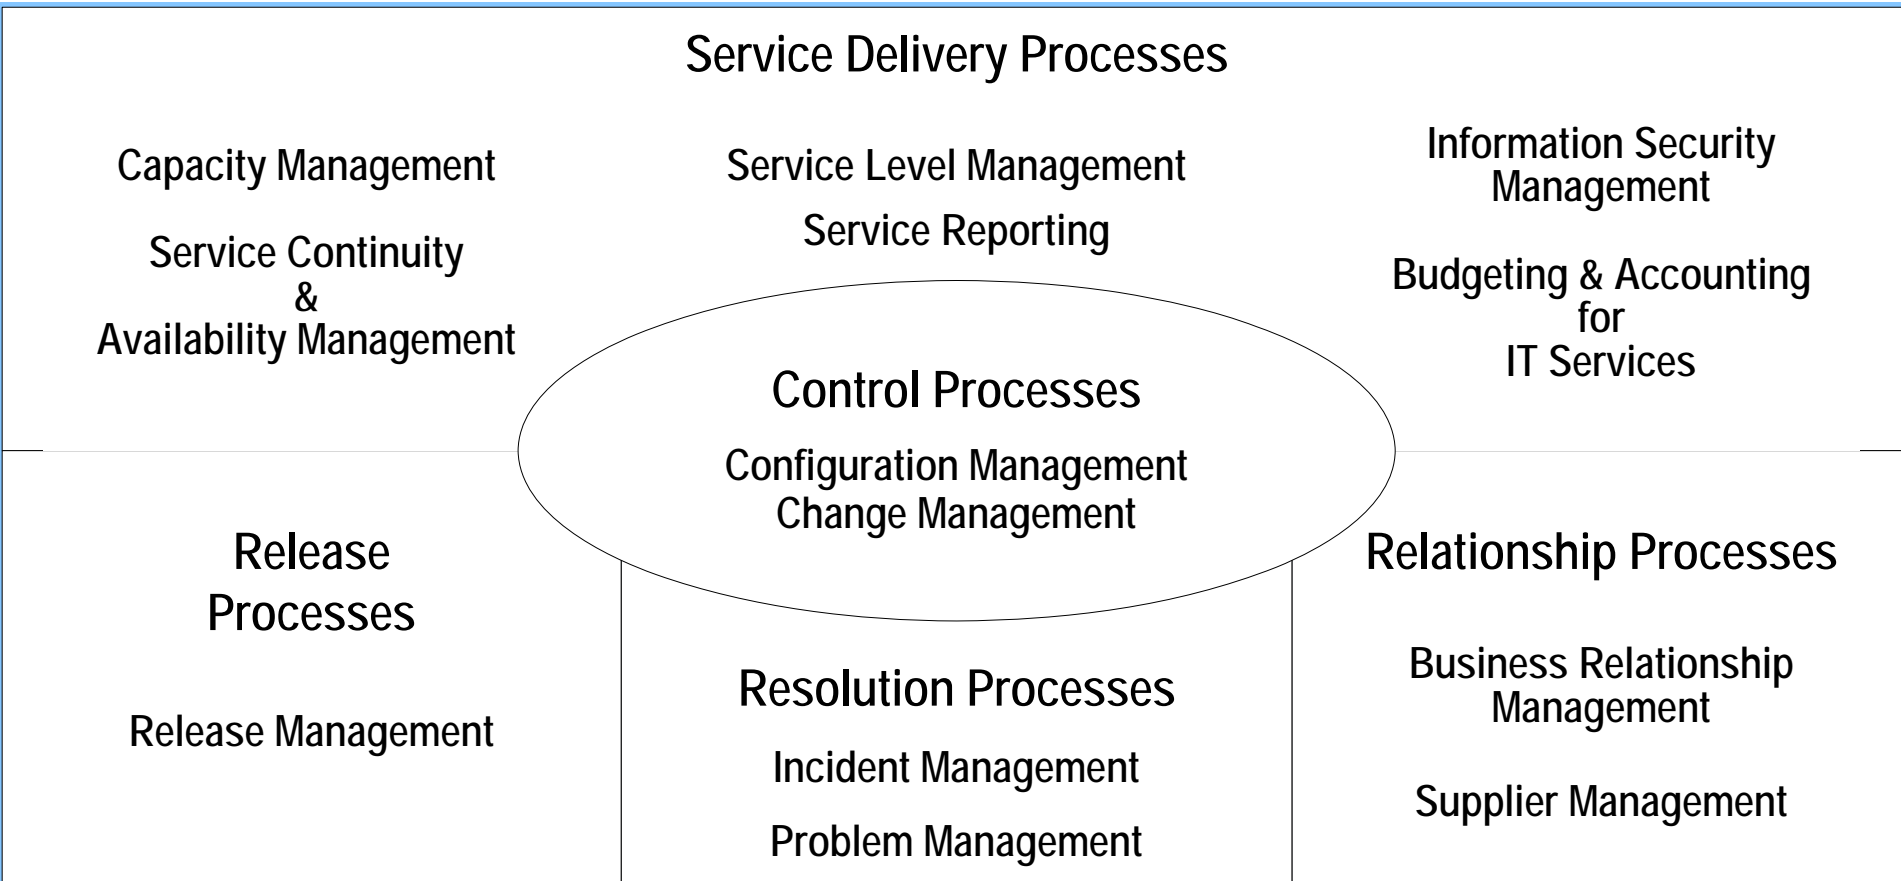 Service Delivery Processes
Capacity Management
Service Continuity
&
Availability Management
Service Level Management
Service Reporting
Information Security
Management
Budgeting & Accounting
for
IT Services
Control Processes
Configuration Management
Change Management
Release
Processes
Release Management
Resolution Processes
Incident Management
Problem Management
Relationship Processes
Business Relationship
Management
Supplier Management